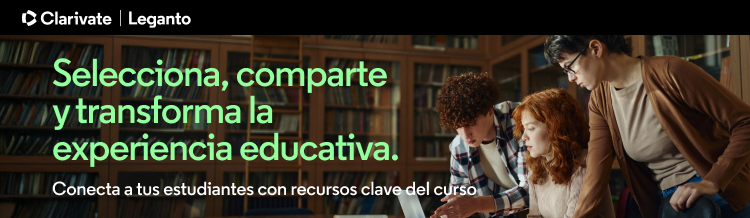 Clarivate | Leganto
Selecciona, comparte
y transforma la
experiencia educativa.
Conecta a tus estudiantes con recursos clave del curso